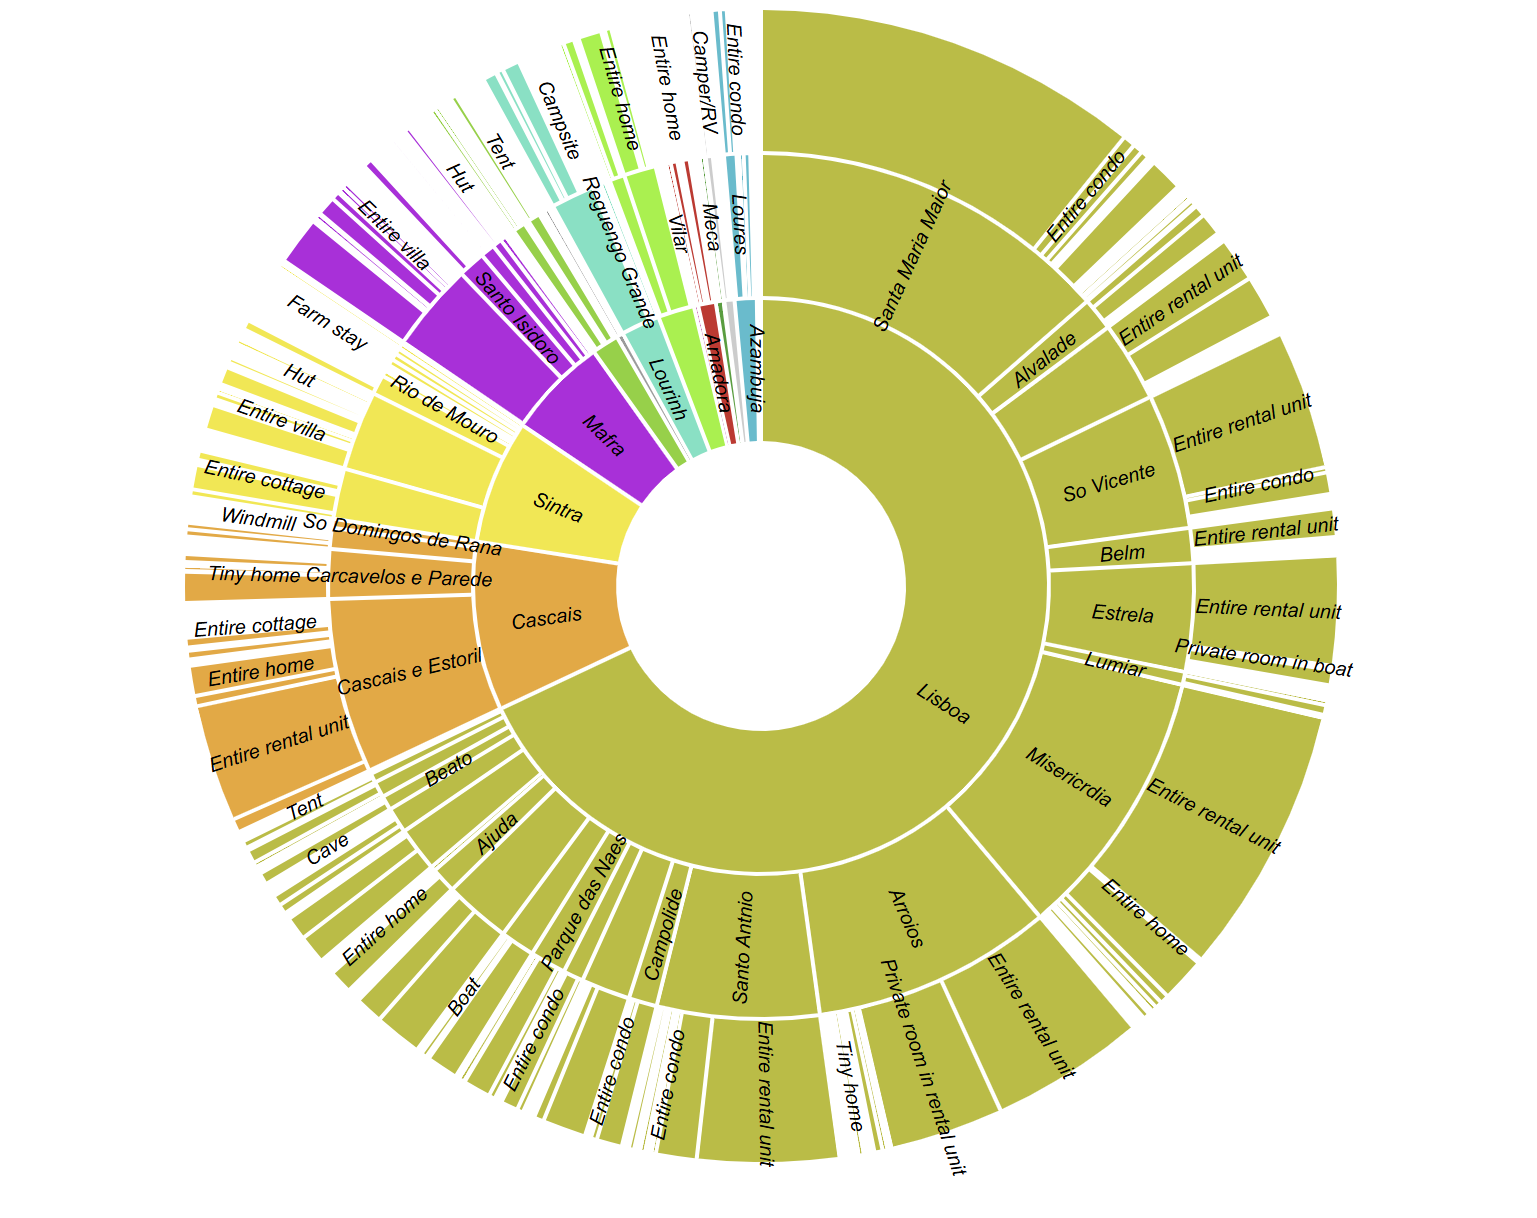 Lisboa
Cascais
Sintra
Mafra
Lourinh
Amadora
Azambuja
Santa Maria Maior
Alvalade
So Vicente
Belm
Estrela
Lumiar
Misericrdia
Arroios
Santo Antnio
Campolide
Parque das Naes
Ajuda
Beato
Cascais e Estoril
Carcavelos e Parede
So Domingos de Rana
Rio de Mouro
Santo Isidoro
Reguengo Grande
Vilar
Meca
Loures
Entire condo
Entire rental unit
Entire rental unit
Entire condo
Entire rental unit
Entire rental unit
Private room in boat
Entire rental unit
Entire home
Entire rental unit
Private room in rental unit
Tiny home
Entire rental unit
Entire condo
Entire condo
Entire condo
Boat
Entire home
Cave
Tent
Entire rental unit
Entire home
Entire cottage
Tiny home
Windmill
Entire cottage
Entire villa
Hut
Farm stay
Entire villa
Hut
Tent
Campsite
Entire home
Entire home
Camper/RV
Entire condo